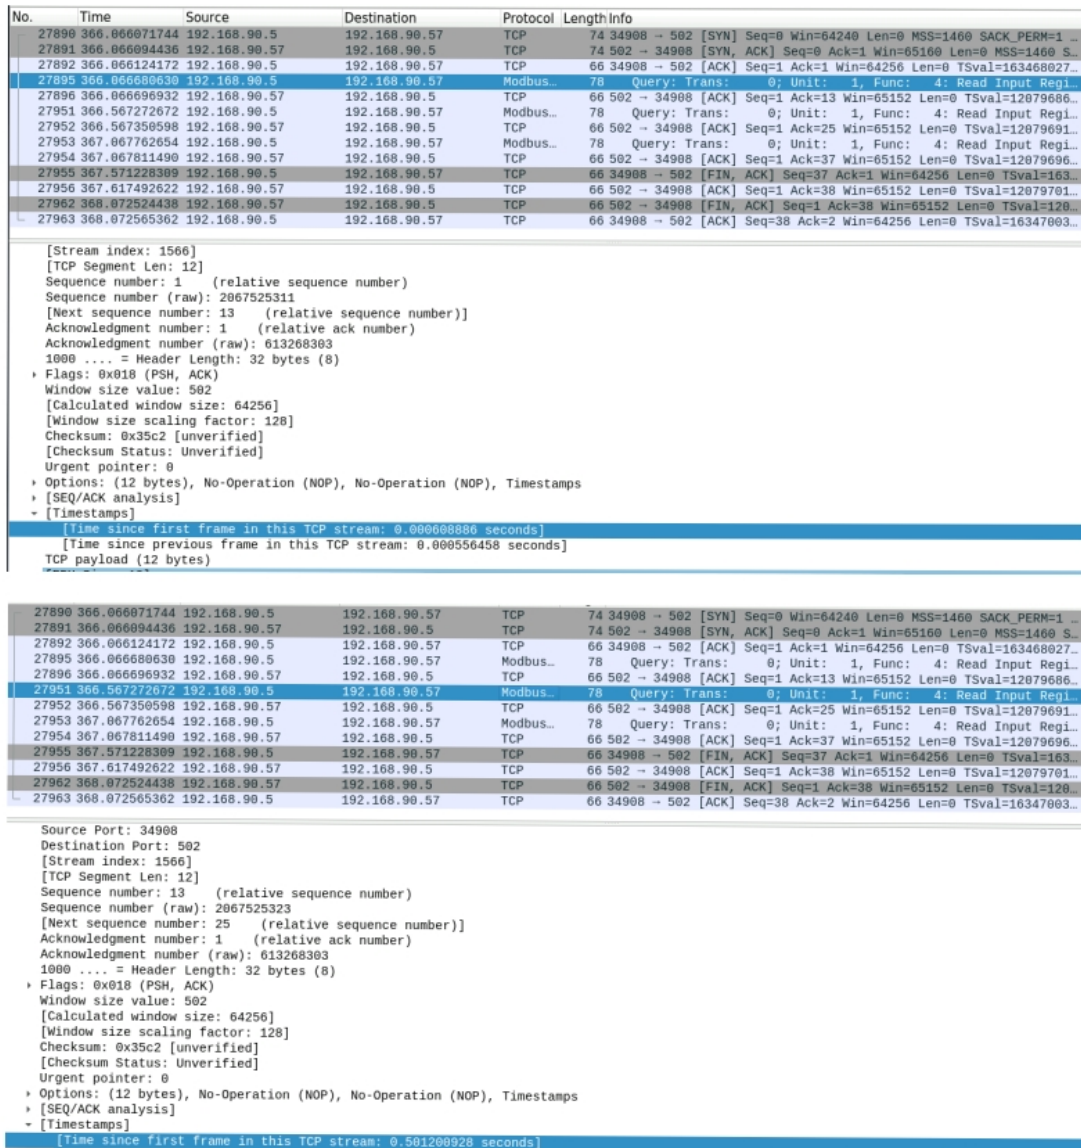 No. Time Source Destination Protocol Length Info
27890 366.066071744 192.168.90.5 192.168.90.57 TCP 74 34908 → 502 [SYN] Seq=0 Win=64240 Len=0 MSS=1460 SACK_PERM=1 …
27891 366.066094436 192.168.90.57 192.168.90.5 TCP 74 502 → 34908 [SYN, ACK] Seq=0 Ack=1 Win=65160 Len=0 MSS=1460 S…
27892 366.066124172 192.168.90.5 192.168.90.57 TCP 66 34908 → 502 [ACK] Seq=1 Ack=1 Win=64256 Len=0 TSval=163468027…
27895 366.066680630 192.168.90.5 192.168.90.57 Modbus… 78 Query: Trans: 0; Unit: 1, Func: 4: Read Input Regi…
27896 366.066696932 192.168.90.57 192.168.90.5 TCP 66 502 → 34908 [ACK] Seq=1 Ack=13 Win=65152 Len=0 TSval=12079686…
27951 366.567272672 192.168.90.5 192.168.90.57 Modbus… 78 Query: Trans: 0; Unit: 1, Func: 4: Read Input Regi…
27952 366.567350598 192.168.90.57 192.168.90.5 TCP 66 502 → 34908 [ACK] Seq=1 Ack=25 Win=65152 Len=0 TSval=12079691…
27953 367.067762654 192.168.90.5 192.168.90.57 Modbus… 78 Query: Trans: 0; Unit: 1, Func: 4: Read Input Regi…
27954 367.067811490 192.168.90.57 192.168.90.5 TCP 66 502 → 34908 [ACK] Seq=1 Ack=37 Win=65152 Len=0 TSval=12079696…
27955 367.571228309 192.168.90.5 192.168.90.57 TCP 66 34908 → 502 [FIN, ACK] Seq=37 Ack=1 Win=64256 Len=0 TSval=163…
27956 367.617492622 192.168.90.57 192.168.90.5 TCP 66 502 → 34908 [ACK] Seq=1 Ack=38 Win=65152 Len=0 TSval=12079701…
27962 368.072524438 192.168.90.57 192.168.90.5 TCP 66 502 → 34908 [FIN, ACK] Seq=1 Ack=38 Win=65152 Len=0 TSval=120…
27963 368.072565362 192.168.90.5 192.168.90.57 TCP 66 34908 → 502 [ACK] Seq=38 Ack=2 Win=64256 Len=0 TSval=16347003…
[Stream index: 1566]
[TCP Segment Len: 12]
Sequence number: 1 (relative sequence number)
Sequence number (raw): 2067525311
[Next sequence number: 13 (relative sequence number)]
Acknowledgment number: 1 (relative ack number)
Acknowledgment number (raw): 613268303
1000 .... = Header Length: 32 bytes (8)
Flags: 0x018 (PSH, ACK)
Window size value: 502
[Calculated window size: 64256]
[Window size scaling factor: 128]
Checksum: 0x35c2 [unverified]
[Checksum Status: Unverified]
Urgent pointer: 0
Options: (12 bytes), No-Operation (NOP), No-Operation (NOP), Timestamps
[SEQ/ACK analysis]
[Timestamps]
[Time since first frame in this TCP stream: 0.000608886 seconds]
[Time since previous frame in this TCP stream: 0.000556458 seconds]
TCP payload (12 bytes)
27890 366.066071744 192.168.90.5 192.168.90.57 TCP 74 34908 → 502 [SYN] Seq=0 Win=64240 Len=0 MSS=1460 SACK_PERM=1 …
27891 366.066094436 192.168.90.57 192.168.90.5 TCP 74 502 → 34908 [SYN, ACK] Seq=0 Ack=1 Win=65160 Len=0 MSS=1460 S…
27892 366.066124172 192.168.90.5 192.168.90.57 TCP 66 34908 → 502 [ACK] Seq=1 Ack=1 Win=64256 Len=0 TSval=163468027…
27895 366.066680630 192.168.90.5 192.168.90.57 Modbus… 78 Query: Trans: 0; Unit: 1, Func: 4: Read Input Regi…
27896 366.066696932 192.168.90.57 192.168.90.5 TCP 66 502 → 34908 [ACK] Seq=1 Ack=13 Win=65152 Len=0 TSval=12079686…
27951 366.567272672 192.168.90.5 192.168.90.57 Modbus… 78 Query: Trans: 0; Unit: 1, Func: 4: Read Input Regi…
27952 366.567350598 192.168.90.57 192.168.90.5 TCP 66 502 → 34908 [ACK] Seq=1 Ack=25 Win=65152 Len=0 TSval=12079691…
27953 367.067762654 192.168.90.5 192.168.90.57 Modbus… 78 Query: Trans: 0; Unit: 1, Func: 4: Read Input Regi…
27954 367.067811490 192.168.90.57 192.168.90.5 TCP 66 502 → 34908 [ACK] Seq=1 Ack=37 Win=65152 Len=0 TSval=12079696…
27955 367.571228309 192.168.90.5 192.168.90.57 TCP 66 34908 → 502 [FIN, ACK] Seq=37 Ack=1 Win=64256 Len=0 TSval=163…
27956 367.617492622 192.168.90.57 192.168.90.5 TCP 66 502 → 34908 [ACK] Seq=1 Ack=38 Win=65152 Len=0 TSval=12079701…
27962 368.072524438 192.168.90.57 192.168.90.5 TCP 66 502 → 34908 [FIN, ACK] Seq=1 Ack=38 Win=65152 Len=0 TSval=120…
27963 368.072565362 192.168.90.5 192.168.90.57 TCP 66 34908 → 502 [ACK] Seq=38 Ack=2 Win=64256 Len=0 TSval=16347003…
Source Port: 34908
Destination Port: 502
[Stream index: 1566]
[TCP Segment Len: 12]
Sequence number: 13 (relative sequence number)
Sequence number (raw): 2067525323
[Next sequence number: 25 (relative sequence number)]
Acknowledgment number: 1 (relative ack number)
Acknowledgment number (raw): 613268303
1000 .... = Header Length: 32 bytes (8)
Flags: 0x018 (PSH, ACK)
Window size value: 502
[Calculated window size: 64256]
[Window size scaling factor: 128]
Checksum: 0x35c2 [unverified]
[Checksum Status: Unverified]
Urgent pointer: 0
Options: (12 bytes), No-Operation (NOP), No-Operation (NOP), Timestamps
[SEQ/ACK analysis]
[Timestamps]
[Time since first frame in this TCP stream: 0.501200928 seconds]